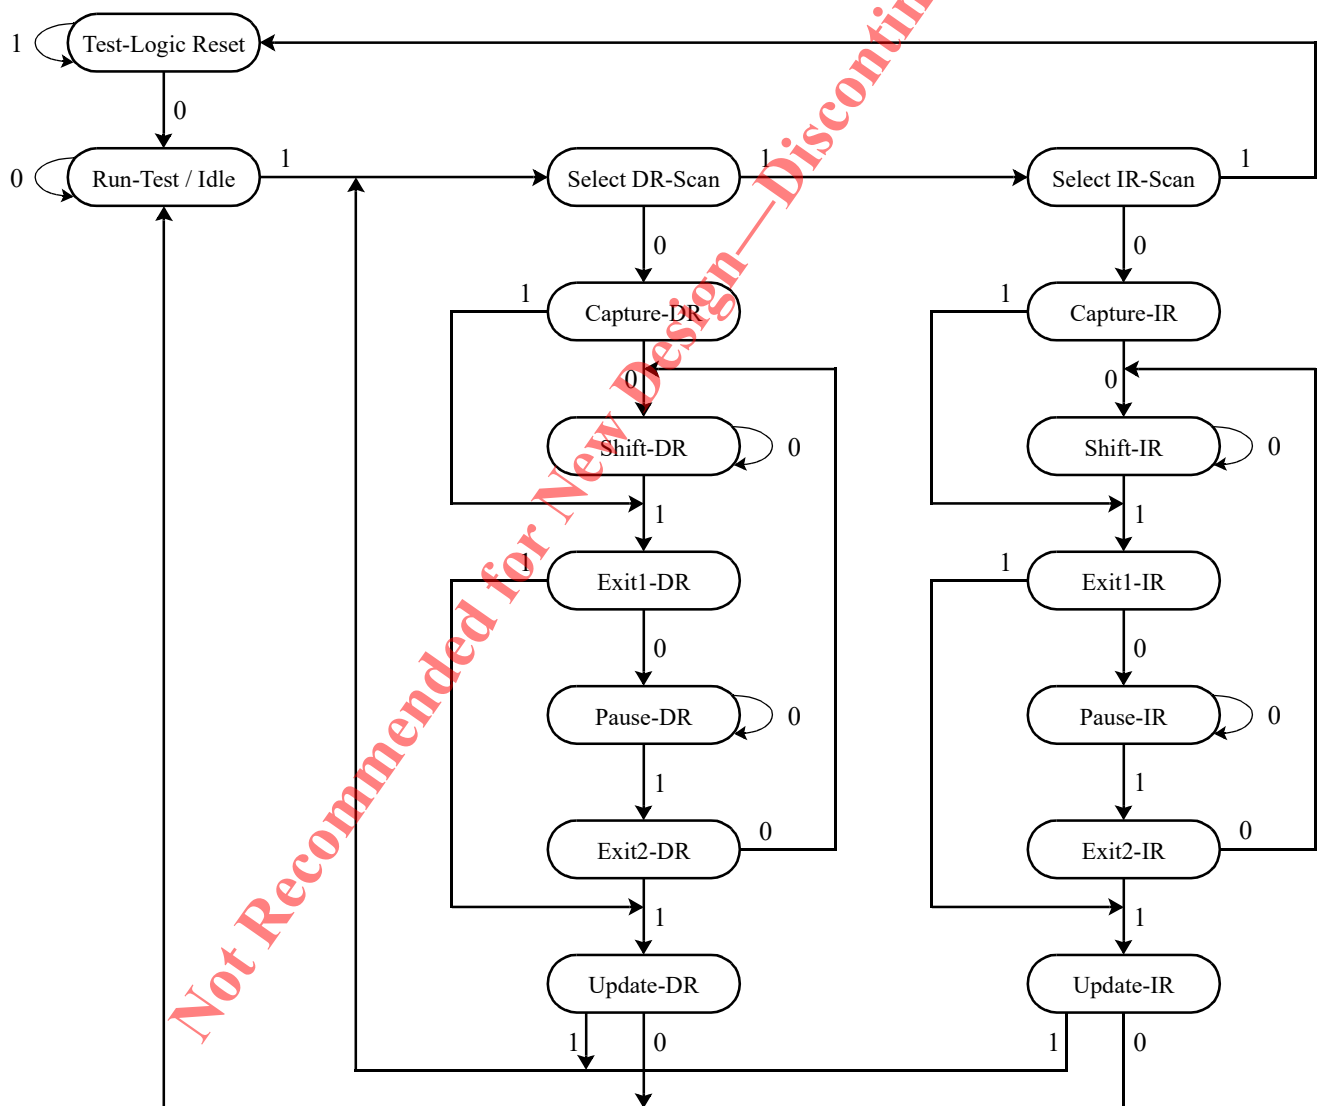 1
Test-Logic Reset
0
0
Run-Test / Idle
1
Select DR-Scan
1
Select IR-Scan
1
0
0
1
Capture-DR
1
Capture-IR
0
0
Shift-DR
0
Shift-IR
0
1
1
1
Exit1-DR
1
Exit1-IR
0
0
Pause-DR
0
Pause-IR
0
1
1
Exit2-DR
0
Exit2-IR
0
1
1
Update-DR
Update-IR
1
0
1
0
Not Recommended for New Design—Discontin